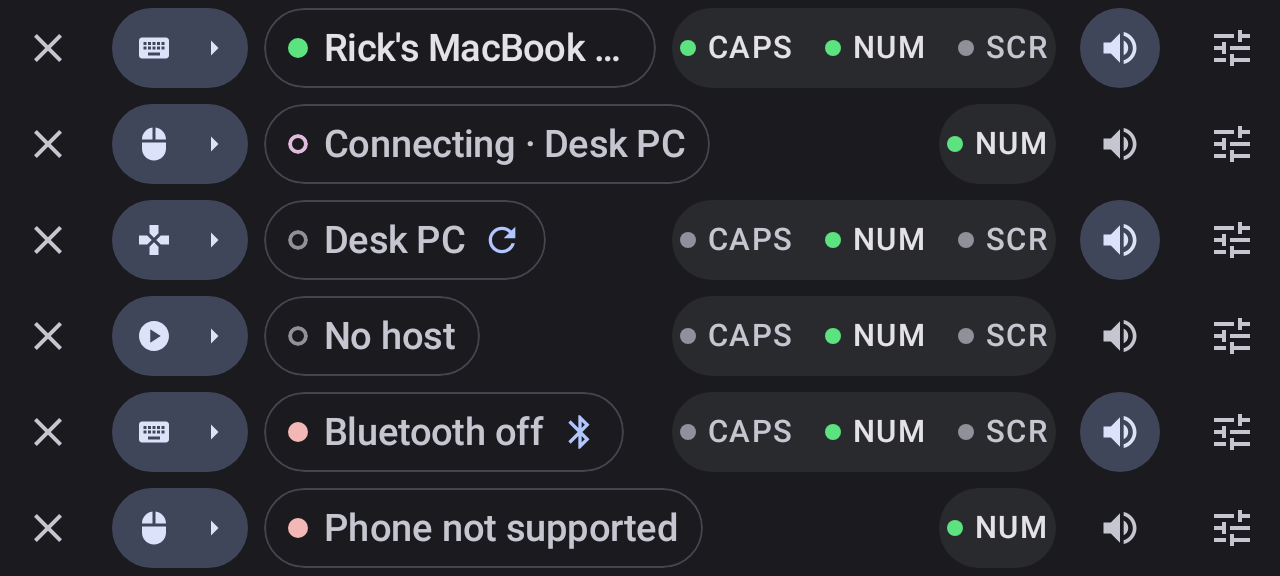 Rick's MacBook ... CAPS NUM SCR
Connecting · Desk PC NUM
Desk PC CAPS NUM SCR
No host CAPS NUM SCR
Bluetooth off CAPS NUM SCR
Phone not supported NUM